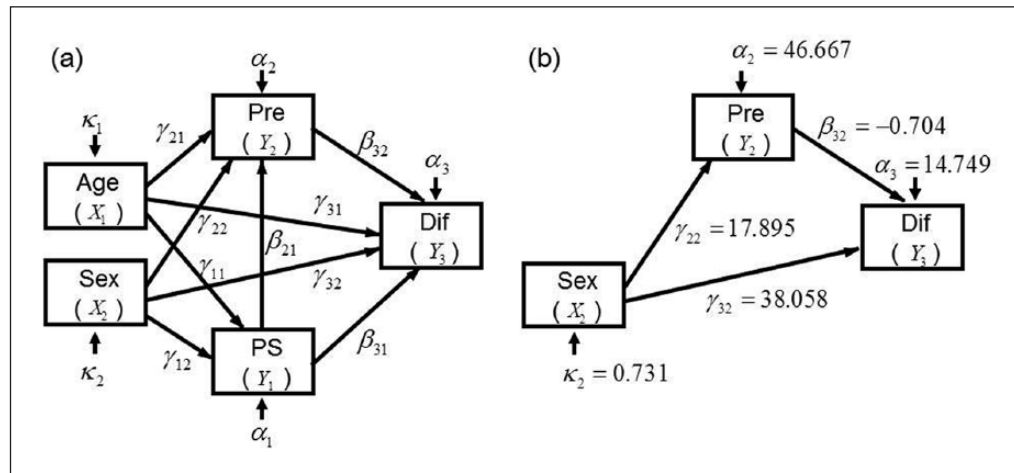 (a)
α₂
Pre
( Y₂ )
κ₁
γ₂₁
β₃₂
α₃
Age
( X₁ )
γ₃₁
Dif
( Y₃ )
γ₂₂
β₂₁
γ₁₁
γ₃₂
Sex
( X₂ )
PS
( Y₁ )
β₃₁
γ₁₂
κ₂
α₁
(b)
α₂ = 46.667
Pre
( Y₂ )
β₃₂ = −0.704
α₃ = 14.749
Dif
( Y₃ )
γ₂₂ = 17.895
Sex
( X₂ )
γ₃₂ = 38.058
κ₂ = 0.731